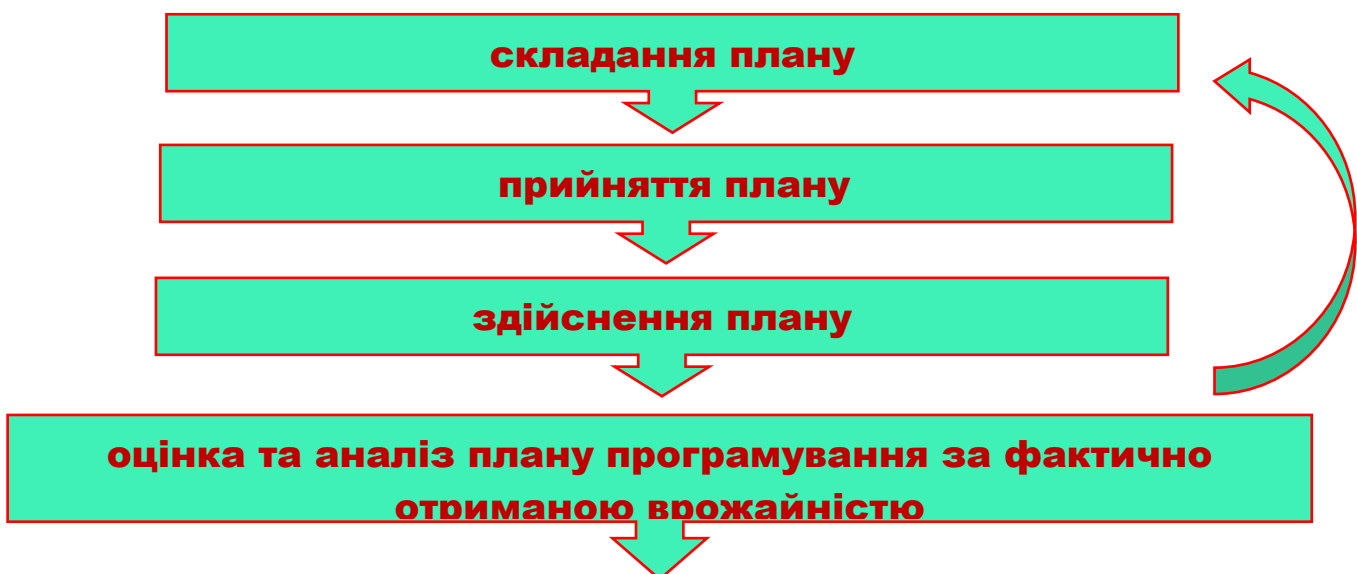 складання плану
прийняття плану
здійснення плану
оцінка та аналіз плану програмування за фактично
отриманою врожайністю